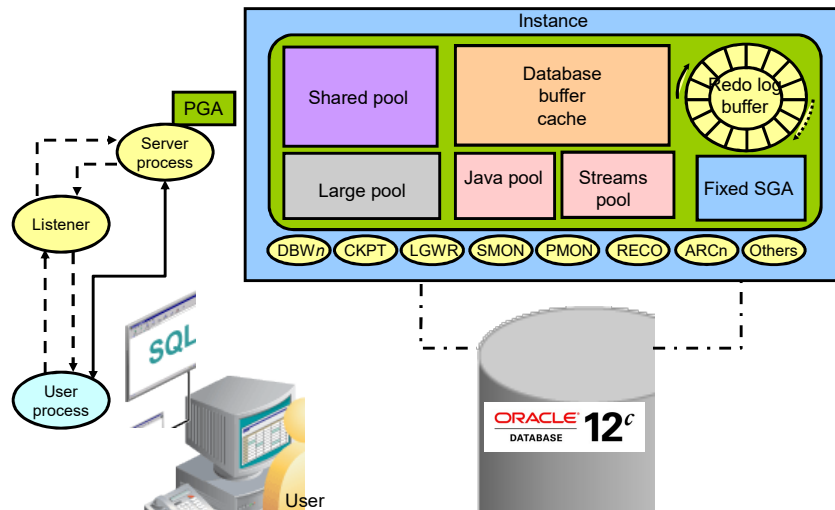 Instance
PGA
Shared pool
Database
buffer
cache
Redo log
buffer
Server
process
Large pool
Java pool
Streams
pool
Fixed SGA
Listener
DBWn
CKPT
LGWR
SMON
PMON
RECO
ARCn
Others
SQL
User
process
ORACLE
DATABASE
12c
User